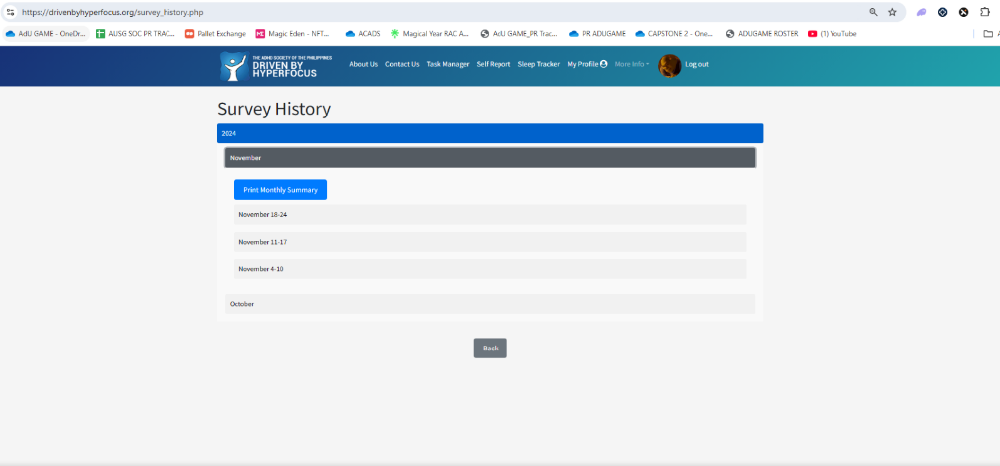 https://drivenbyhyperfocus.org/survey_history.php
AdU GAME - OneDr... AUSG SOC PR TRAC... Pallet Exchange Magic Eden - NFT... ACADS Magical Year RAC A... AdU GAME_PR Trac... PR ADUGAME CAPSTONE 2 - One... ADUGAME ROSTER (1) YouTube
THE ADHD SOCIETY OF THE PHILIPPINES
DRIVEN BY
HYPERFOCUS
About Us Contact Us Task Manager Self Report Sleep Tracker My Profile More Info Log out
Survey History
2024
November
Print Monthly Summary
November 18-24
November 11-17
November 4-10
October
Back